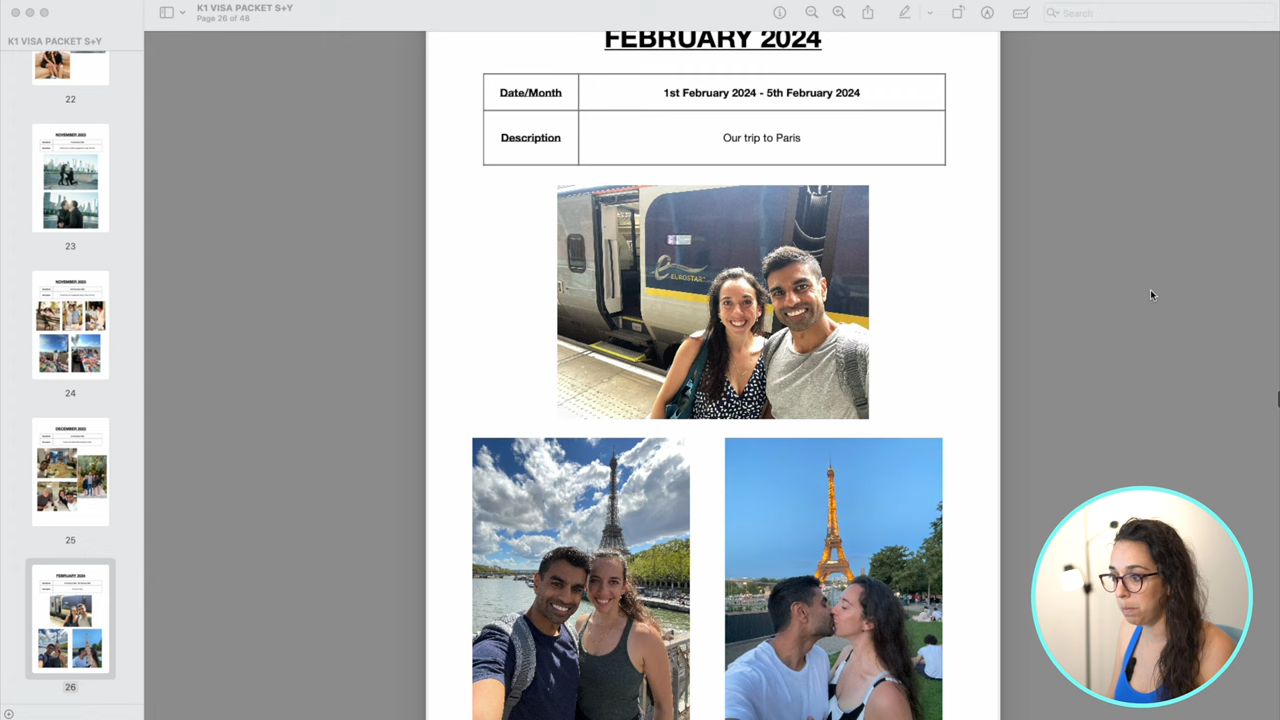 K1 VISA PACKET S+Y
Page 26 of 48
Search
K1 VISA PACKET S+Y
22
NOVEMBER 2023
23
NOVEMBER 2023
24
DECEMBER 2023
25
FEBRUARY 2024
26
FEBRUARY 2024
Date/Month 1st February 2024 - 5th February 2024
Description Our trip to Paris
e EUROSTAR